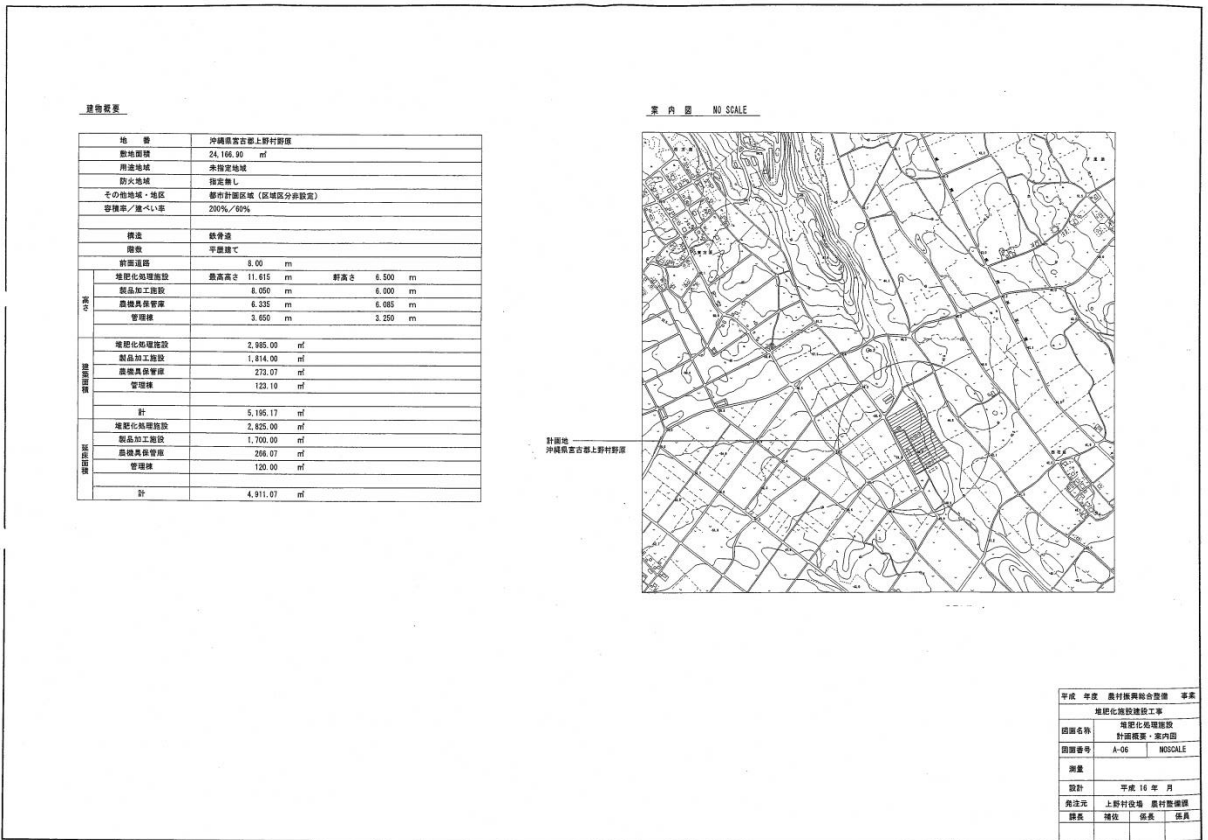 建物概要
地 番 沖縄県宮古郡上野村野原
敷地面積 24,166.90 ㎡
用途地域 未指定地域
防火地域 指定無し
その他地域・地区 都市計画区域(区域区分非設定)
容積率/建ぺい率 200%/60%
構造 鉄骨造
階数 平屋建て
前面道路 8.00 m
高さ
堆肥化処理施設 最高高さ 11.615 m 軒高さ 6.500 m
製品加工施設 8.050 m 6.000 m
農機具保管庫 6.335 m 6.085 m
管理棟 3.650 m 3.250 m
建築面積
堆肥化処理施設 2,985.00 ㎡
製品加工施設 1,814.00 ㎡
農機具保管庫 273.07 ㎡
管理棟 123.10 ㎡
計 5,195.17 ㎡
延床面積
堆肥化処理施設 2,825.00 ㎡
製品加工施設 1,700.00 ㎡
農機具保管庫 266.07 ㎡
管理棟 120.00 ㎡
計 4,911.07 ㎡
案 内 図 NO SCALE
計画地
沖縄県宮古郡上野村野原
平成 年度 農村振興総合整備 事業
堆肥化施設建設工事
図面名称 堆肥化処理施設
計画概要・案内図
図面番号 A-06 NOSCALE
測量
設計 平成 16 年 月
発注元 上野村役場 農村整備課
課長 補佐 係長 係員